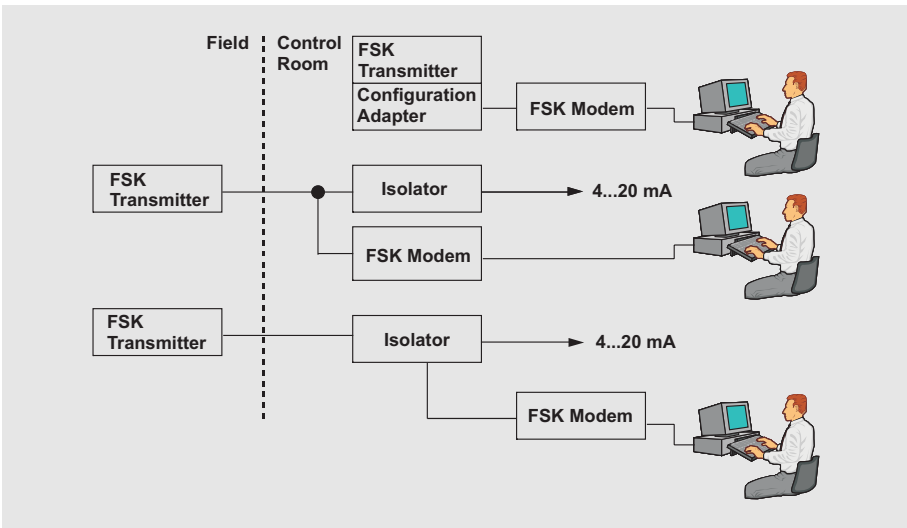 Field
Control
Room
FSK
Transmitter
Configuration
Adapter
FSK Modem
FSK
Transmitter
Isolator
4...20 mA
FSK Modem
FSK
Transmitter
Isolator
4...20 mA
FSK Modem